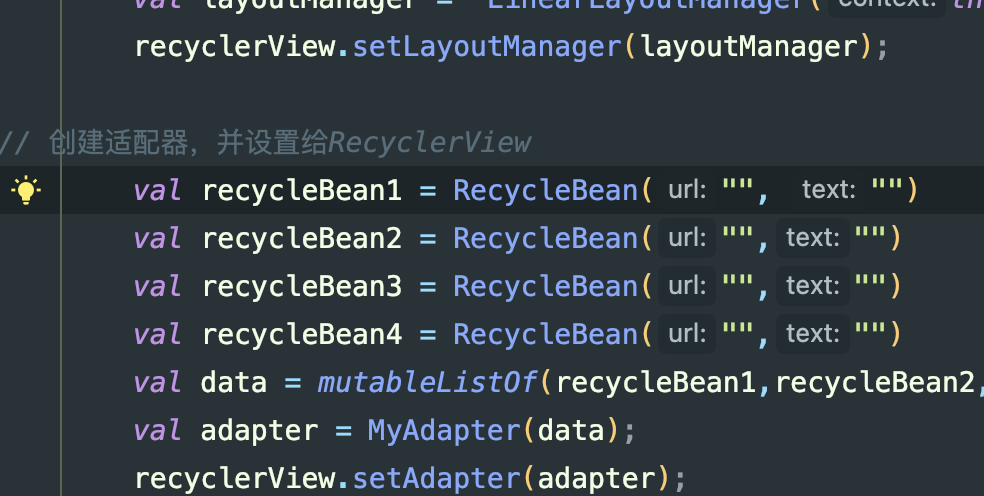 val layoutManager = LinearLayoutManager( context: th
recyclerView.setLayoutManager(layoutManager);
// 创建适配器，并设置给RecyclerView
val recycleBean1 = RecycleBean( url: "", text: "")
val recycleBean2 = RecycleBean( url: "", text: "")
val recycleBean3 = RecycleBean( url: "", text: "")
val recycleBean4 = RecycleBean( url: "", text: "")
val data = mutableListOf(recycleBean1,recycleBean2,
val adapter = MyAdapter(data);
recyclerView.setAdapter(adapter);